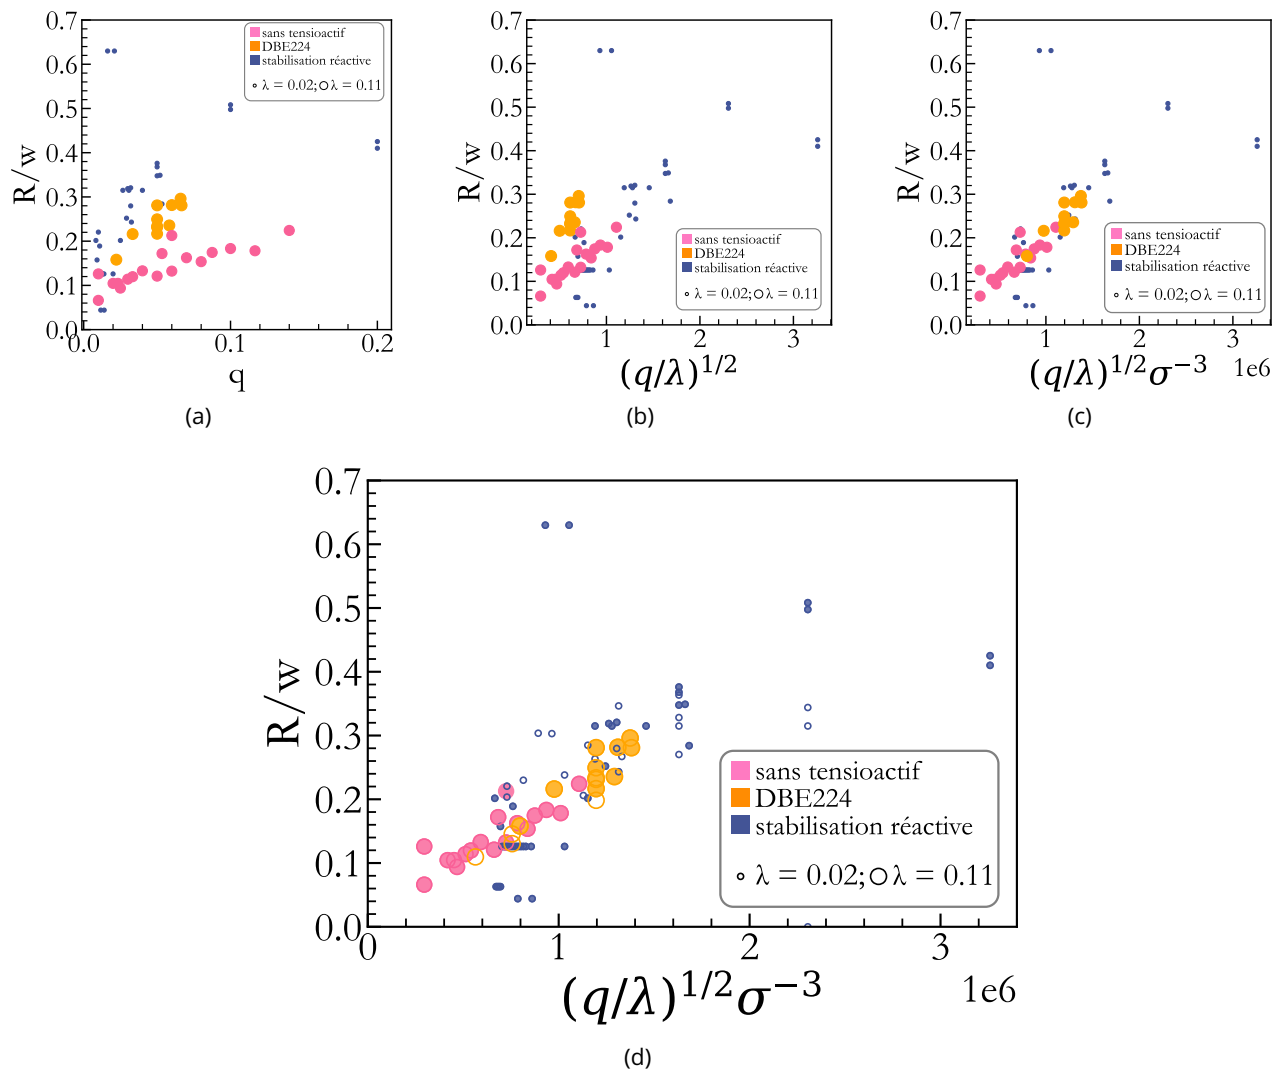 0.7
0.6
0.5
0.4
0.3
0.2
0.1
0.0
R/w
sans tensioactif
DBE224
stabilisation réactive
λ = 0.02; λ = 0.11
0.0 0.1 0.2
q
(a)
0.7
0.6
0.5
0.4
0.3
0.2
0.1
0.0
R/w
sans tensioactif
DBE224
stabilisation réactive
λ = 0.02; λ = 0.11
1 2 3
(q/λ)^1/2
(b)
0.7
0.6
0.5
0.4
0.3
0.2
0.1
0.0
R/w
sans tensioactif
DBE224
stabilisation réactive
λ = 0.02; λ = 0.11
1 2 3
(q/λ)^1/2 σ^−3 1e6
(c)
0.7
0.6
0.5
0.4
0.3
0.2
0.1
0.0
R/w
sans tensioactif
DBE224
stabilisation réactive
λ = 0.02; λ = 0.11
0 1 2 3
(q/λ)^1/2 σ^−3 1e6
(d)